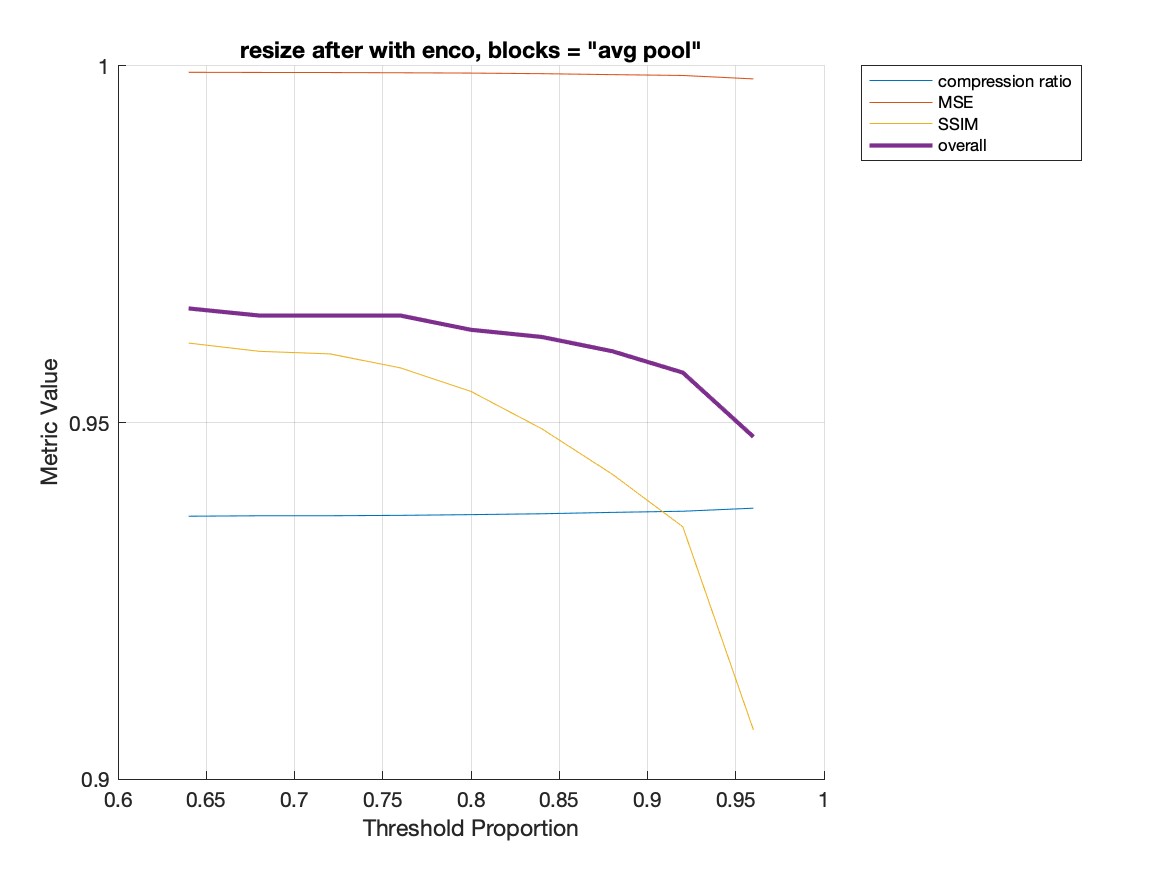 resize after with enco, blocks = "avg pool"
compression ratio
MSE
SSIM
overall
Metric Value
1
0.95
0.9
0.6 0.65 0.7 0.75 0.8 0.85 0.9 0.95 1
Threshold Proportion